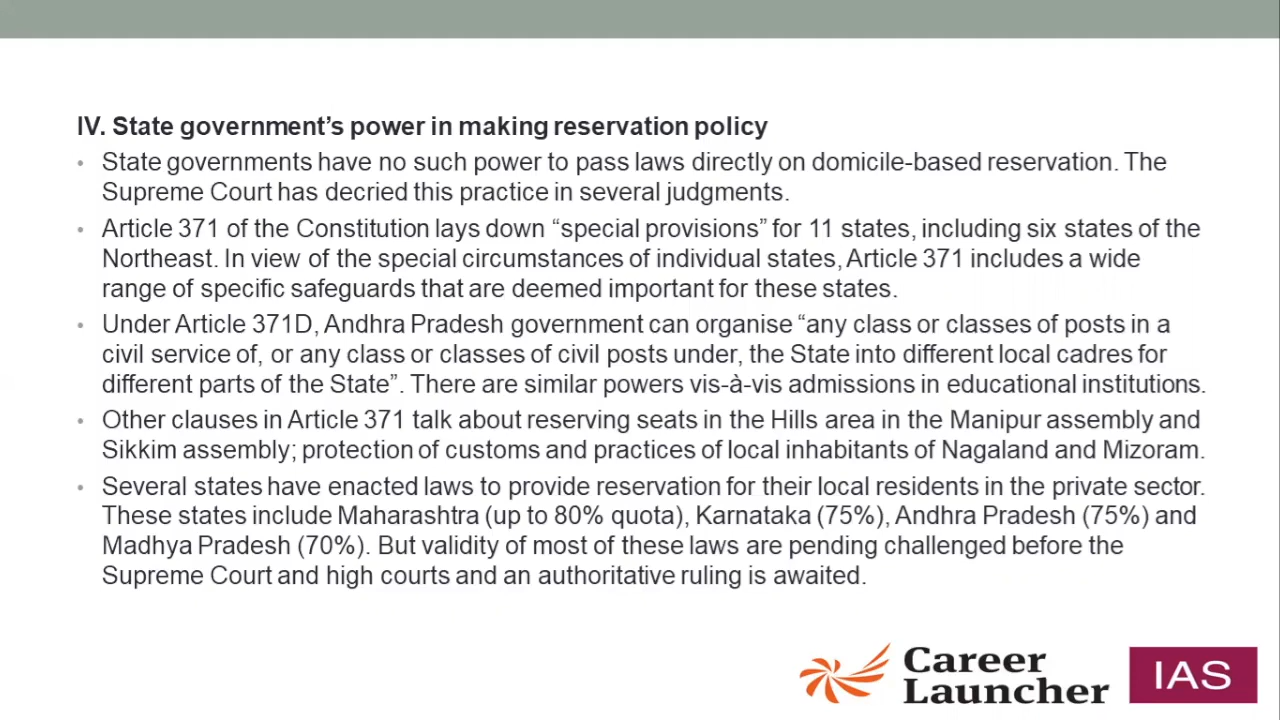 IV. State government’s power in making reservation policy
• State governments have no such power to pass laws directly on domicile-based reservation. The
Supreme Court has decried this practice in several judgments.
• Article 371 of the Constitution lays down “special provisions” for 11 states, including six states of the
Northeast. In view of the special circumstances of individual states, Article 371 includes a wide
range of specific safeguards that are deemed important for these states.
• Under Article 371D, Andhra Pradesh government can organise “any class or classes of posts in a
civil service of, or any class or classes of civil posts under, the State into different local cadres for
different parts of the State”. There are similar powers vis-à-vis admissions in educational institutions.
• Other clauses in Article 371 talk about reserving seats in the Hills area in the Manipur assembly and
Sikkim assembly; protection of customs and practices of local inhabitants of Nagaland and Mizoram.
• Several states have enacted laws to provide reservation for their local residents in the private sector.
These states include Maharashtra (up to 80% quota), Karnataka (75%), Andhra Pradesh (75%) and
Madhya Pradesh (70%). But validity of most of these laws are pending challenged before the
Supreme Court and high courts and an authoritative ruling is awaited.
Career
Launcher
IAS